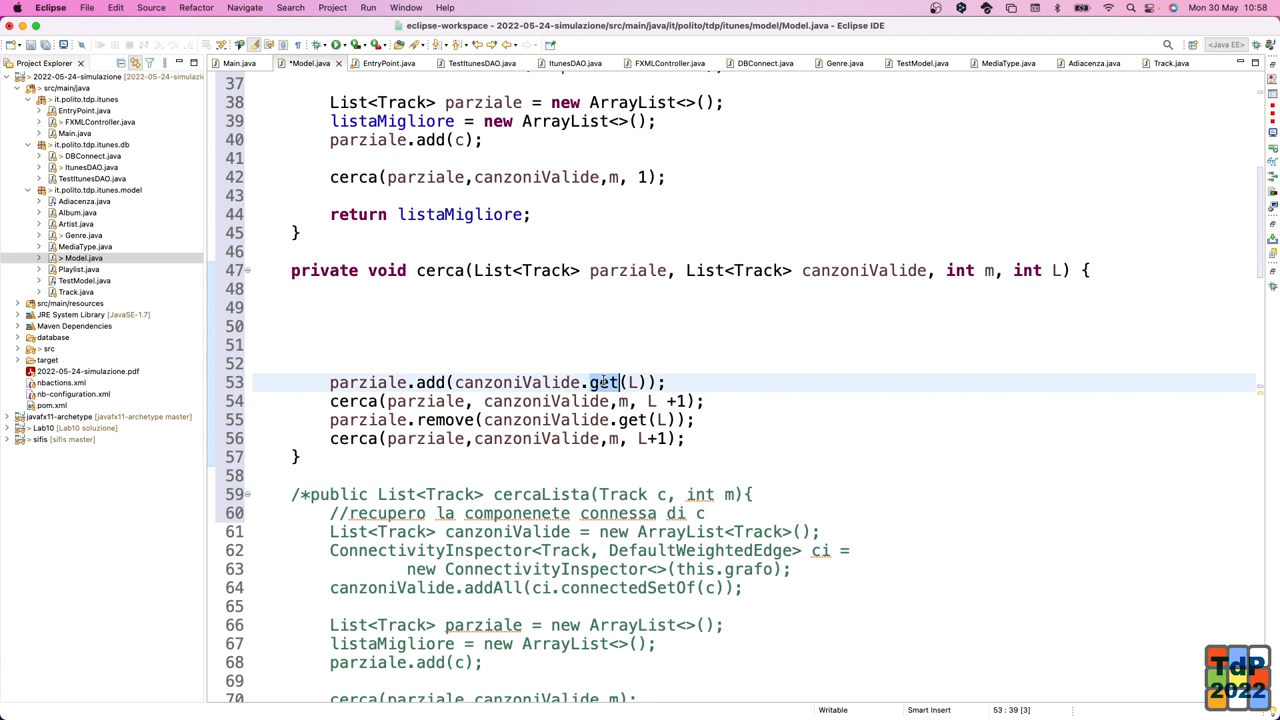 Eclipse File Edit Source Refactor Navigate Search Project Run Window Help
Mon 30 May 10:58
eclipse-workspace - 2022-05-24-simulazione/src/main/java/it/polito/tdp/itunes/model/Model.java - Eclipse IDE
<Java EE>
Project Explorer
Main.java *Model.java EntryPoint.java TestItunesDAO.java ItunesDAO.java FXMLController.java DBConnect.java Genre.java TestModel.java MediaType.java Adiacenza.java Track.java
2022-05-24-simulazione
src/main/java
it.polito.tdp.itunes
EntryPoint.java
> FXMLController.java
Main.java
> it.polito.tdp.itunes.db
> DBConnect.java
> ItunesDAO.java
TestItunesDAO.java
> it.polito.tdp.itunes.model
Adiacenza.java
Album.java
Artist.java
> Genre.java
MediaType.java
> Model.java
Playlist.java
TestModel.java
Track.java
src/main/resources
JRE System Library [JavaSE-1.7]
Maven Dependencies
database
> src
target
2022-05-24-simulazione.pdf
nbactions.xml
nb-configuration.xml
pom.xml
javafx11-archetype [javafx11-archetype master]
> Lab10 [Lab10 soluzione]
> sifis [sifis master]
37
38 List<Track> parziale = new ArrayList<>();
39 listaMigliore = new ArrayList<>();
40 parziale.add(c);
41
42 cerca(parziale,canzoniValide,m, 1);
43
44 return listaMigliore;
45 }
46
47 private void cerca(List<Track> parziale, List<Track> canzoniValide, int m, int L) {
48
49
50
51
52
53 parziale.add(canzoniValide.get(L));
54 cerca(parziale, canzoniValide,m, L +1);
55 parziale.remove(canzoniValide.get(L));
56 cerca(parziale,canzoniValide,m, L+1);
57 }
58
59 /*public List<Track> cercaLista(Track c, int m){
60 //recupero la componenete connessa di c
61 List<Track> canzoniValide = new ArrayList<Track>();
62 ConnectivityInspector<Track, DefaultWeightedEdge> ci =
63 new ConnectivityInspector<>(this.grafo);
64 canzoniValide.addAll(ci.connectedSetOf(c));
65
66 List<Track> parziale = new ArrayList<>();
67 listaMigliore = new ArrayList<>();
68 parziale.add(c);
69
70 cerca(parziale,canzoniValide,m);
Writable Smart Insert 53 : 39 [3]
TdP
2022